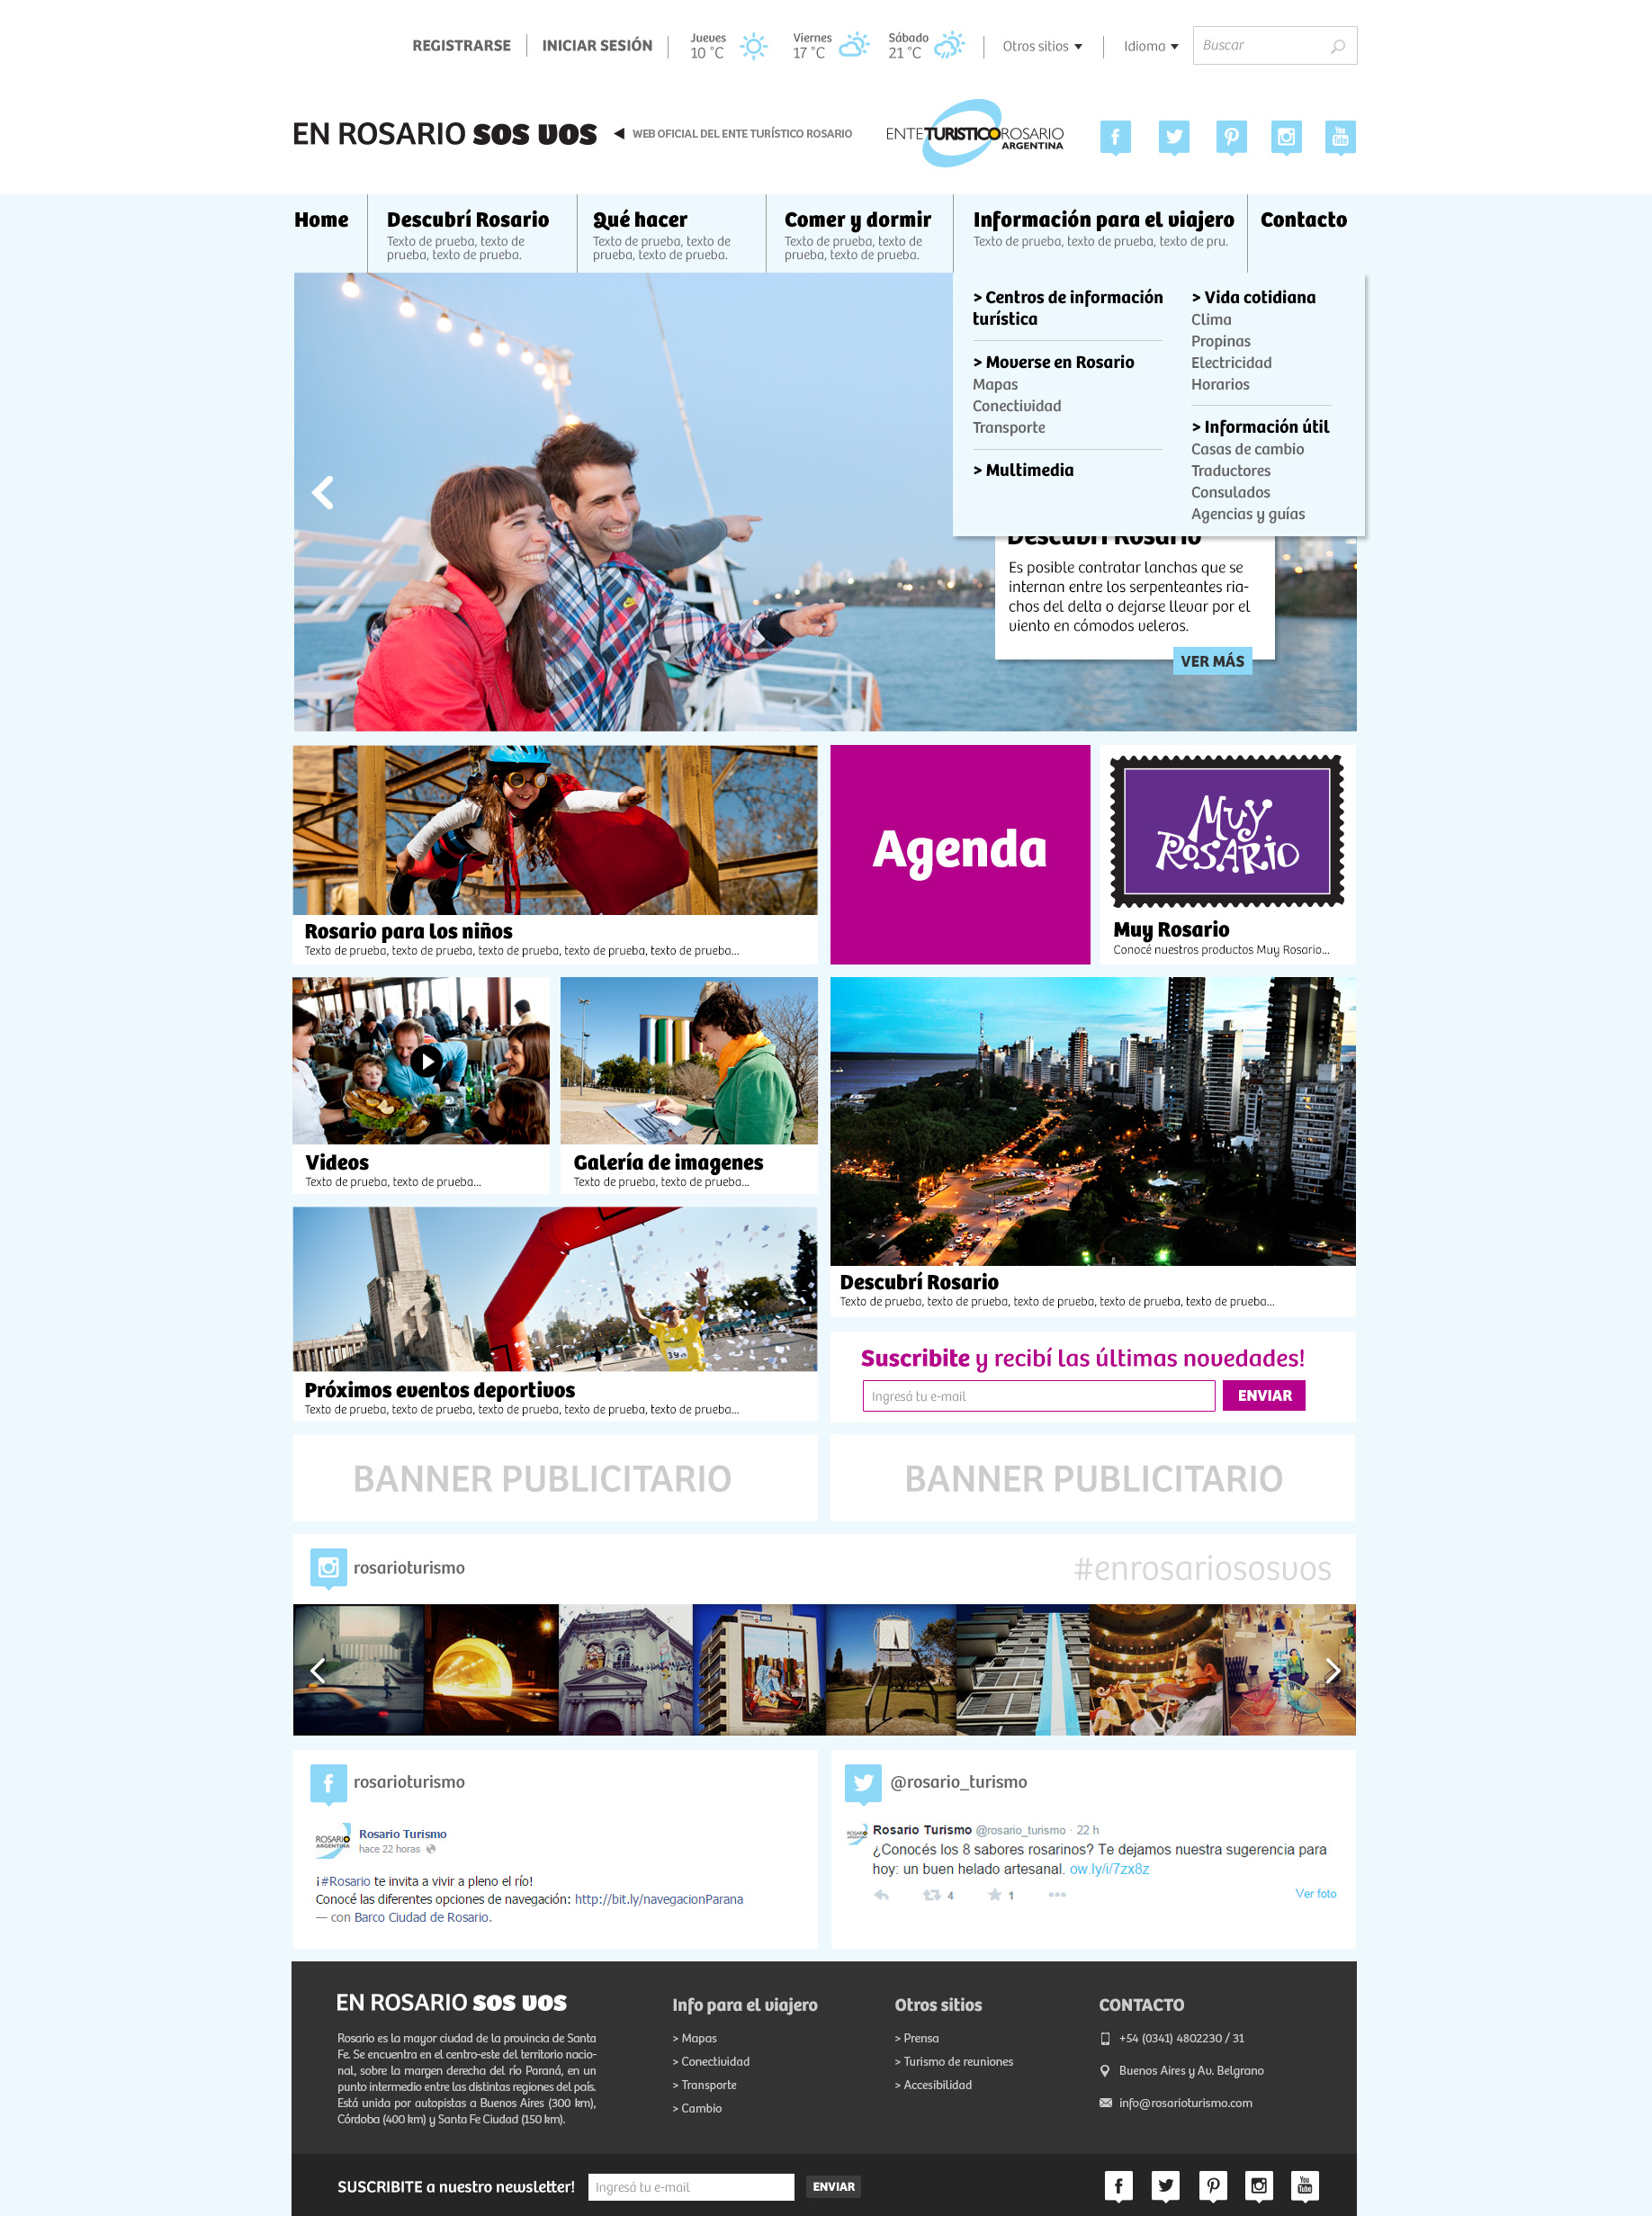 REGISTRARSE
INICIAR SESIÓN
Jueves
10 °C
Viernes
17 °C
Sábado
21 °C
Otros sitios
Idioma
Buscar
EN ROSARIO SOS VOS
WEB OFICIAL DEL ENTE TURÍSTICO ROSARIO
ENTETURISTICOROSARIO
ARGENTINA
You
Tube
Home
Descubrí Rosario
Texto de prueba, texto de
prueba, texto de prueba.
Qué hacer
Texto de prueba, texto de
prueba, texto de prueba.
Comer y dormir
Texto de prueba, texto de
prueba, texto de prueba.
Información para el viajero
Texto de prueba, texto de prueba, texto de pru.
Contacto
> Centros de información
turística
> Moverse en Rosario
Mapas
Conectividad
Transporte
> Multimedia
> Vida cotidiana
Clima
Propinas
Electricidad
Horarios
> Información útil
Casas de cambio
Traductores
Consulados
Agencias y guías
Descubrí Rosario
Es posible contratar lanchas que se
internan entre los serpenteantes ria-
chos del delta o dejarse llevar por el
viento en cómodos veleros.
VER MÁS
Rosario para los niños
Texto de prueba, texto de prueba, texto de prueba, texto de prueba, texto de prueba...
Agenda
MUY
ROSARIO
Muy Rosario
Conocé nuestros productos Muy Rosario...
Videos
Texto de prueba, texto de prueba...
Galería de imagenes
Texto de prueba, texto de prueba...
Descubrí Rosario
Texto de prueba, texto de prueba, texto de prueba, texto de prueba, texto de prueba...
Próximos eventos deportivos
Texto de prueba, texto de prueba, texto de prueba, texto de prueba, texto de prueba...
Suscribite y recibí las últimas novedades!
Ingresá tu e-mail
ENVIAR
BANNER PUBLICITARIO
BANNER PUBLICITARIO
rosarioturismo
#enrosariososvos
rosarioturismo
ROSARIO
ARGENTINA
Rosario Turismo
hace 22 horas
¡#Rosario te invita a vivir a pleno el río!
Conocé las diferentes opciones de navegación: http://bit.ly/navegacionParana
— con Barco Ciudad de Rosario.
@rosario_turismo
ROSARIO
Rosario Turismo @rosario_turismo · 22 h
¿Conocés los 8 sabores rosarinos? Te dejamos nuestra sugerencia para
hoy: un buen helado artesanal. ow.ly/i/7zx8z
4
1
Ver foto
EN ROSARIO SOS VOS
Rosario es la mayor ciudad de la provincia de Santa
Fe. Se encuentra en el centro-este del territorio nacio-
nal, sobre la margen derecha del río Paraná, en un
punto intermedio entre las distintas regiones del país.
Está unida por autopistas a Buenos Aires (300 km),
Córdoba (400 km) y Santa Fe Ciudad (150 km).
Info para el viajero
> Mapas
> Conectividad
> Transporte
> Cambio
Otros sitios
> Prensa
> Turismo de reuniones
> Accesibilidad
CONTACTO
+54 (0341) 4802230 / 31
Buenos Aires y Av. Belgrano
info@rosarioturismo.com
SUSCRIBITE a nuestro newsletter!
Ingresá tu e-mail
ENVIAR
You
Tube